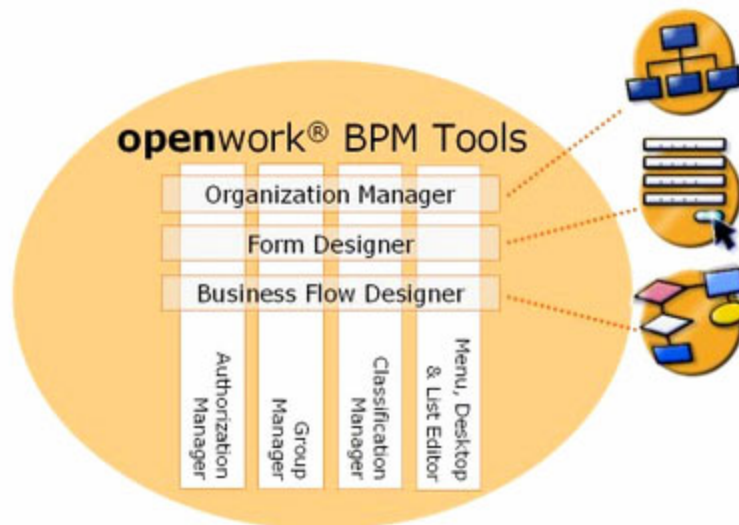 openwork® BPM Tools
Organization Manager
Form Designer
Business Flow Designer
Authorization
Manager
Group
Manager
Classification
Manager
Menu, Desktop
& List Editor